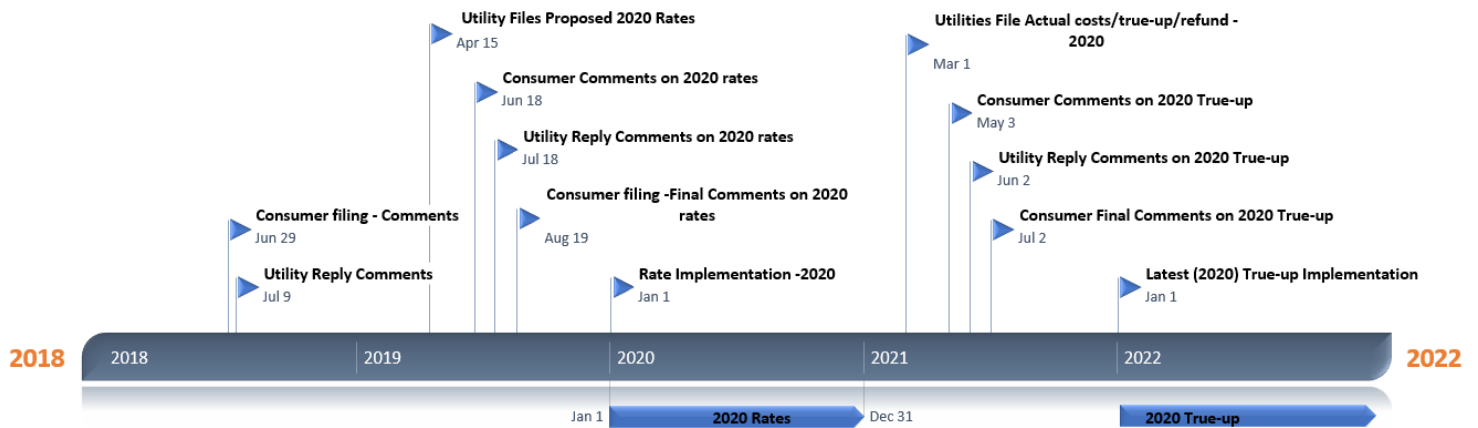 Utility Files Proposed 2020 Rates
Apr 15
Utilities File Actual costs/true-up/refund -
2020
Mar 1
Consumer Comments on 2020 rates
Jun 18
Consumer Comments on 2020 True-up
May 3
Utility Reply Comments on 2020 rates
Jul 18
Utility Reply Comments on 2020 True-up
Jun 2
Consumer filing -Final Comments on 2020
rates
Aug 19
Consumer filing - Comments
Jun 29
Consumer Final Comments on 2020 True-up
Jul 2
Utility Reply Comments
Jul 9
Rate Implementation -2020
Jan 1
Latest (2020) True-up Implementation
Jan 1
2018
2018
2019
2020
2021
2022
2022
Jan 1
2020 Rates
Dec 31
2020 True-up